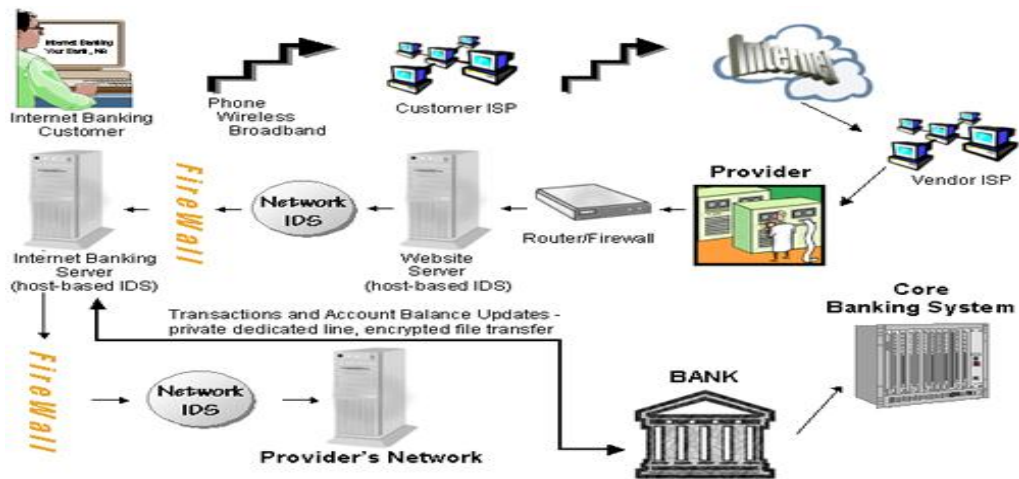 Internet Banking
Your Bank, NA
Internet Banking
Customer
Phone
Wireless
Broadband
Customer ISP
Internet
Vendor ISP
Provider
Router/Firewall
Website
Server
(host-based IDS)
Network
IDS
FireWall
Internet Banking
Server
(host-based IDS)
Transactions and Account Balance Updates -
private dedicated line, encrypted file transfer
Core
Banking System
FireWall
Network
IDS
Provider's Network
BANK